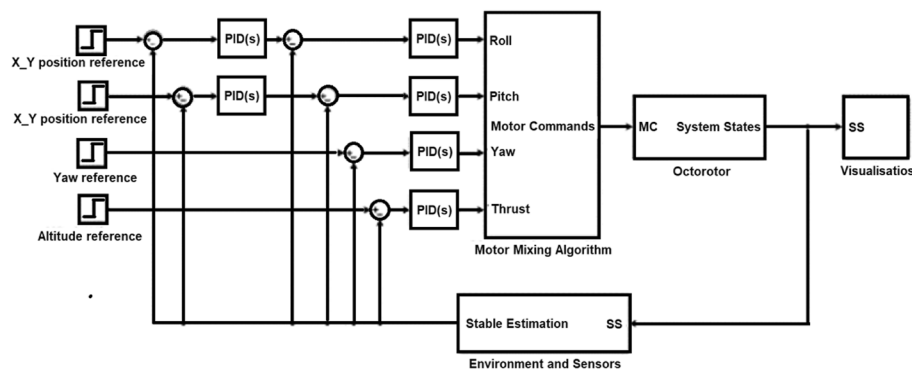 PID(s)
PID(s)
Roll
X_Y position reference
PID(s)
PID(s)
Pitch
X_Y position reference
Motor Commands
MC
System States
SS
PID(s)
Yaw
Yaw reference
Octorotor
Visualisatios
PID(s)
Thrust
Altitude reference
Motor Mixing Algorithm
Stable Estimation
SS
Environment and Sensors